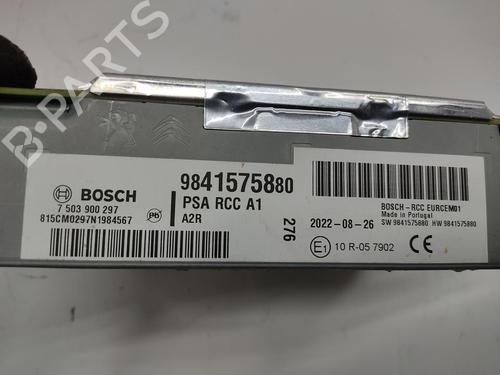 B-PARTS
BOSCH
7 503 900 297
815CM0297N1984567
Pb
9841575880
PSA RCC A1
A2R
276
2022-08-26
E1 10 R-05 7902
BOSCH-RCC EURCEM01
Made in Portugal
SW 9841575880 HW 9841575880
CE